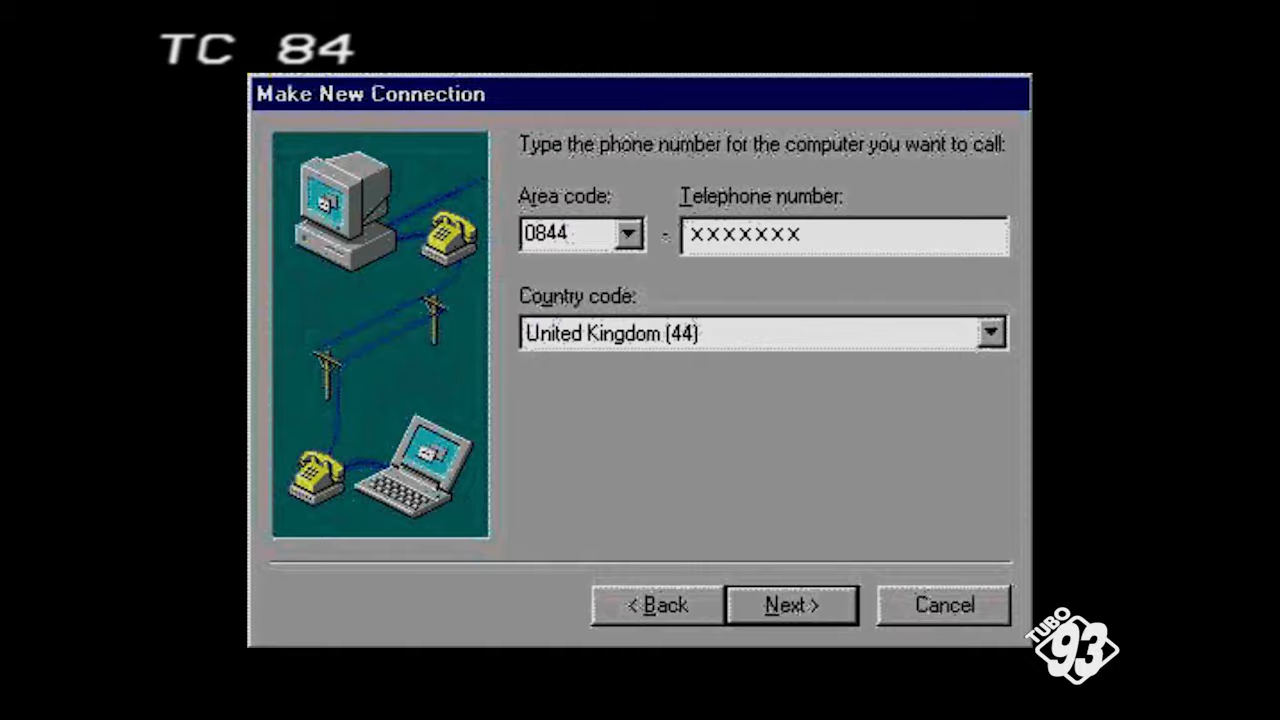 TC 84
Make New Connection
Type the phone number for the computer you want to call:
Area code: Telephone number:
0844 - xxxxxxx
Country code:
United Kingdom (44)
< Back Next > Cancel
TUBO
93